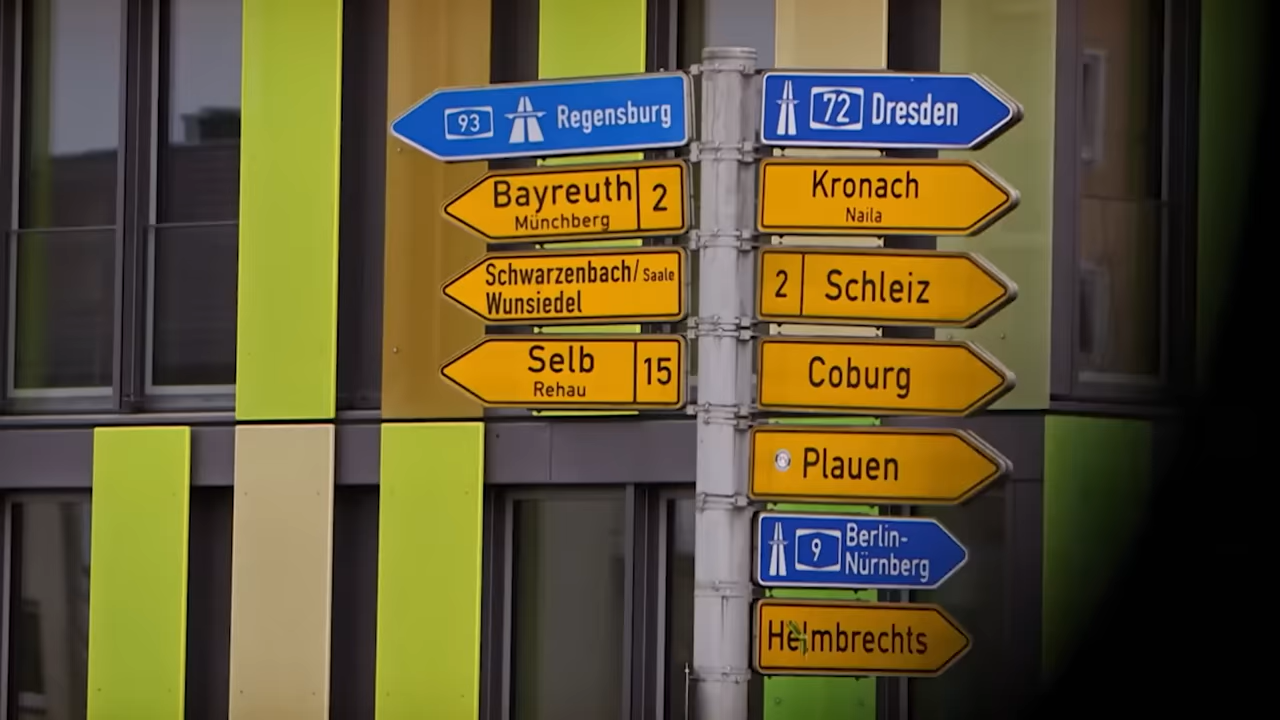 93 Regensburg
Bayreuth 2
Münchberg
Schwarzenbach/Saale
Wunsiedel
Selb 15
Rehau
72 Dresden
Kronach
Naila
2 Schleiz
Coburg
Plauen
9 Berlin-
Nürnberg
Helmbrechts